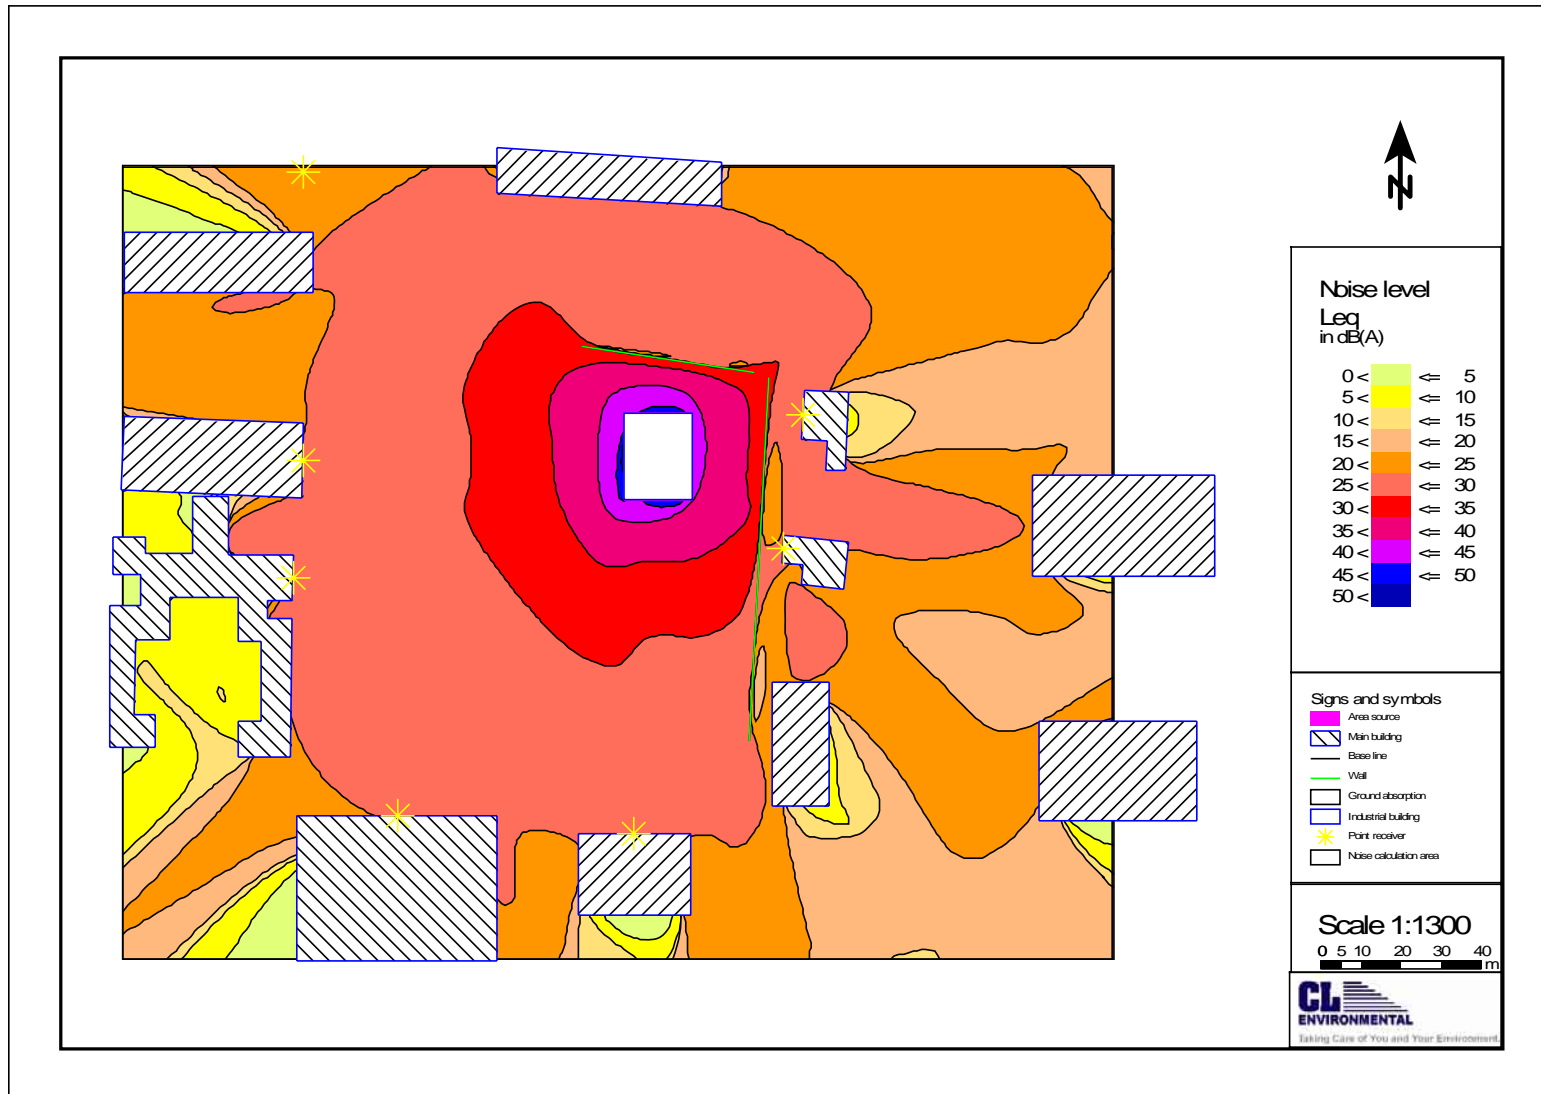 N
Noise level
Leq
in dB(A)
0 < ⇐ 5
5 < ⇐ 10
10 < ⇐ 15
15 < ⇐ 20
20 < ⇐ 25
25 < ⇐ 30
30 < ⇐ 35
35 < ⇐ 40
40 < ⇐ 45
45 < ⇐ 50
50 <
Signs and symbols
Area source
Main building
Base line
Wall
Ground absorption
Industrial building
Point receiver
Noise calculation area
Scale 1:1300
0 5 10 20 30 40
m
CL
ENVIRONMENTAL
Taking Care of You and Your Environment.